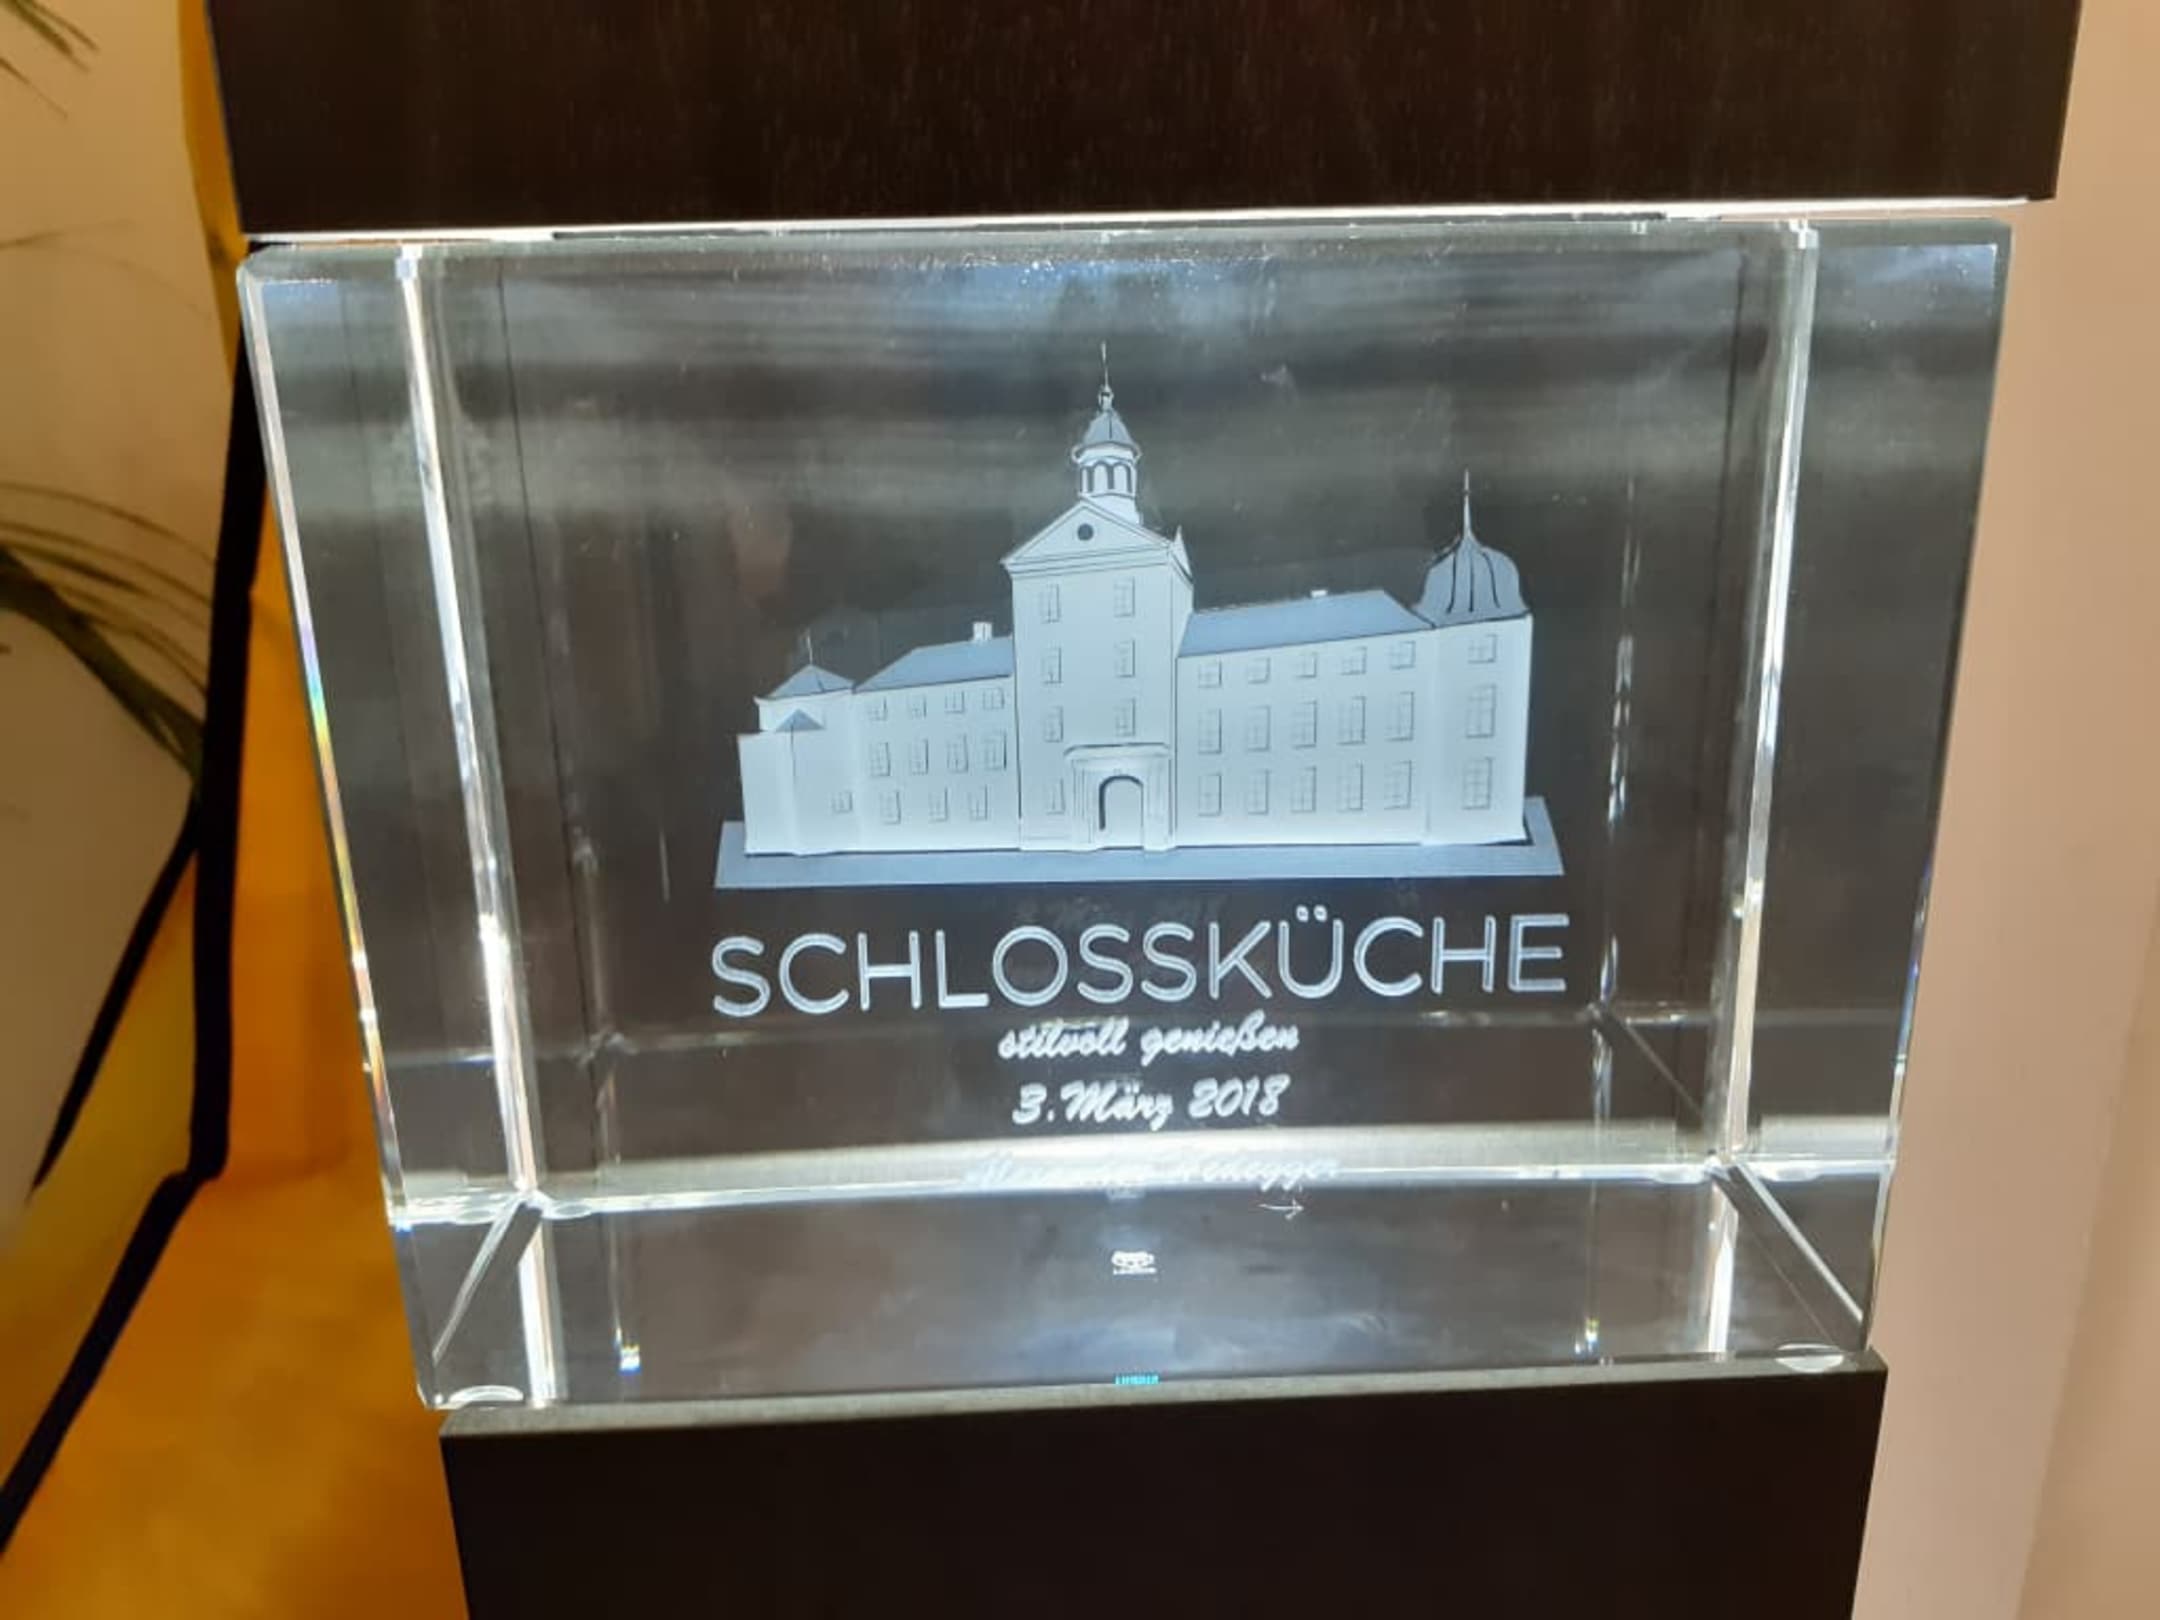 SCHLOSSKÜCHE
stilvoll genießen
3. März 2018